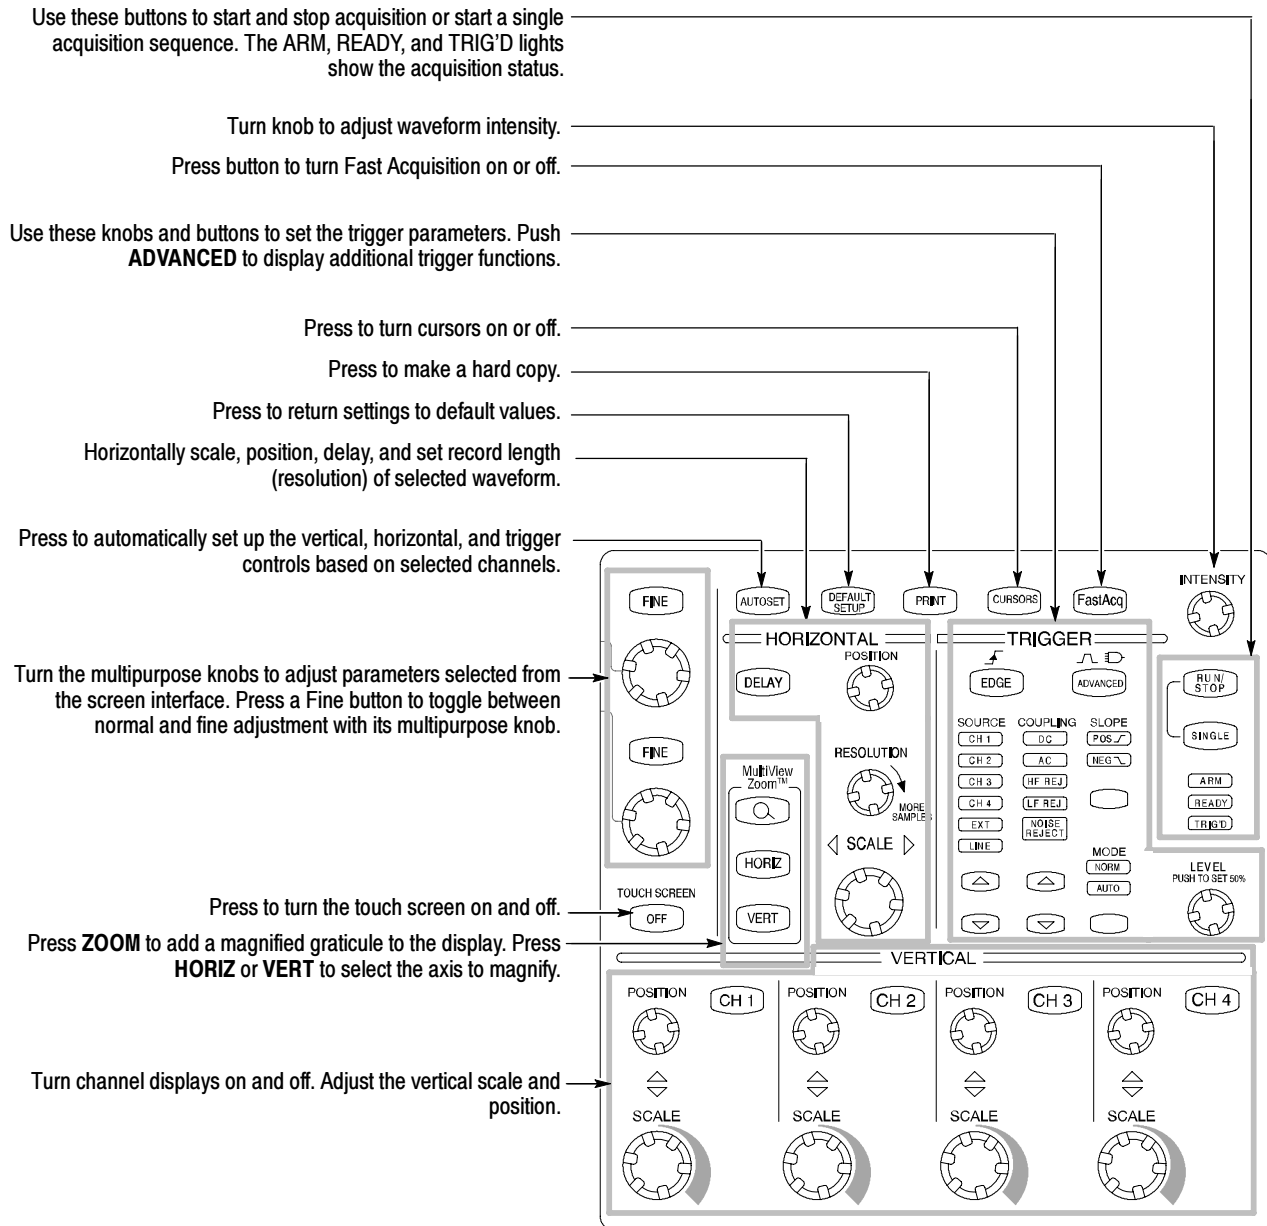 Use these buttons to start and stop acquisition or start a single
acquisition sequence. The ARM, READY, and TRIG’D lights
show the acquisition status.
Turn knob to adjust waveform intensity.
Press button to turn Fast Acquisition on or off.
Use these knobs and buttons to set the trigger parameters. Push
ADVANCED to display additional trigger functions.
Press to turn cursors on or off.
Press to make a hard copy.
Press to return settings to default values.
Horizontally scale, position, delay, and set record length
(resolution) of selected waveform.
Press to automatically set up the vertical, horizontal, and trigger
controls based on selected channels.
Turn the multipurpose knobs to adjust parameters selected from
the screen interface. Press a Fine button to toggle between
normal and fine adjustment with its multipurpose knob.
Press to turn the touch screen on and off.
Press ZOOM to add a magnified graticule to the display. Press
HORIZ or VERT to select the axis to magnify.
Turn channel displays on and off. Adjust the vertical scale and
position.
FINE
FINE
TOUCH SCREEN
OFF
AUTOSET
DEFAULT
SETUP
PRINT
CURSORS
FastAcq
INTENSITY
HORIZONTAL
POSITION
DELAY
RESOLUTION
MORE
SAMPLES
SCALE
MultiView
Zoom™
HORIZ
VERT
TRIGGER
EDGE
ADVANCED
SOURCE
CH 1
CH 2
CH 3
CH 4
EXT
LINE
COUPLING
DC
AC
HF REJ
LF REJ
NOISE
REJECT
SLOPE
POS
NEG
MODE
NORM
AUTO
RUN/
STOP
SINGLE
ARM
READY
TRIG'D
LEVEL
PUSH TO SET 50%
VERTICAL
POSITION
CH 1
SCALE
POSITION
CH 2
SCALE
POSITION
CH 3
SCALE
POSITION
CH 4
SCALE